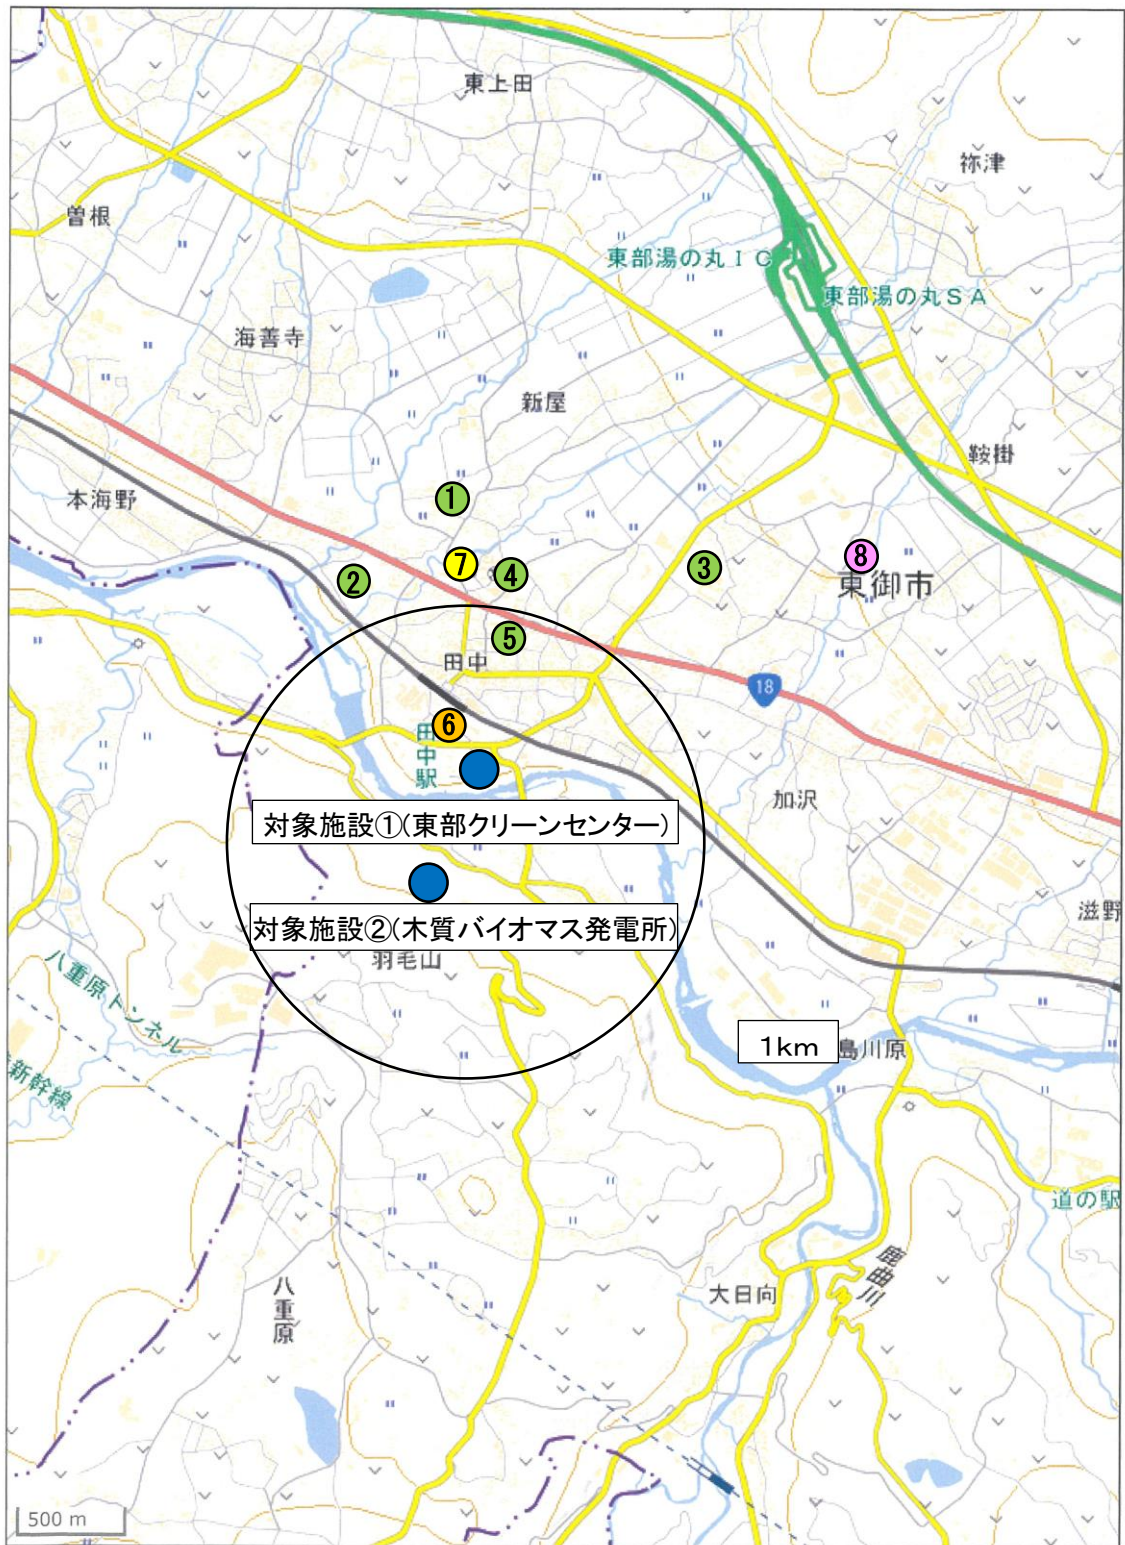 東上田
祢津
曽根
東部湯の丸IC
東部湯の丸SA
海善寺
新屋
鞍掛
本海野
1
7
4
2
3
8
東御市
5
田中
18
6
田中駅
加沢
対象施設①(東部クリーンセンター)
対象施設②(木質バイオマス発電所)
滋野
羽毛山
八重原トンネル
1km
島川原
新幹線
道の駅
鹿曲川
大日向
八重原
500 m